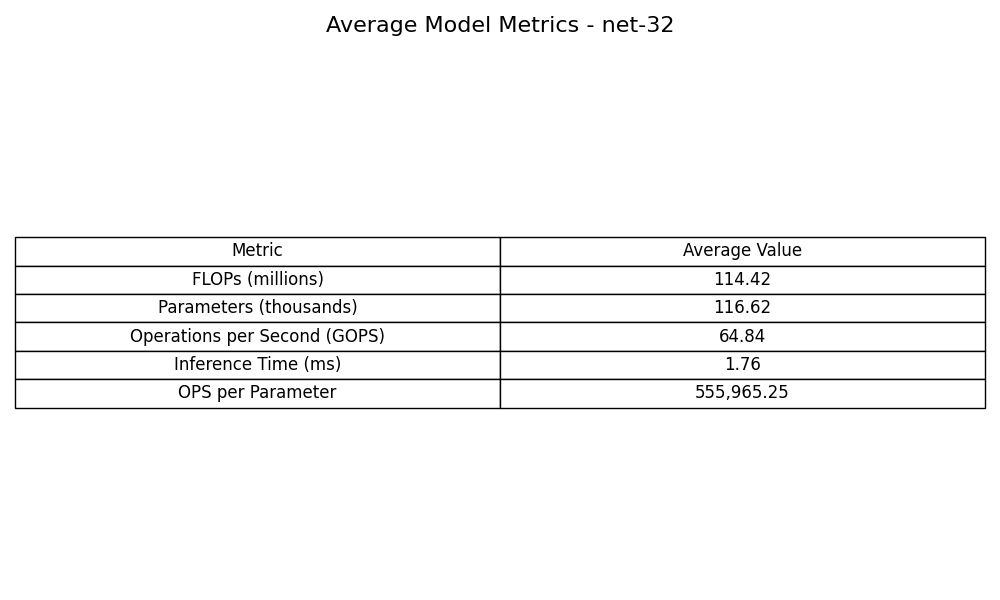 Average Model Metrics - net-32
Metric Average Value
FLOPs (millions) 114.42
Parameters (thousands) 116.62
Operations per Second (GOPS) 64.84
Inference Time (ms) 1.76
OPS per Parameter 555,965.25